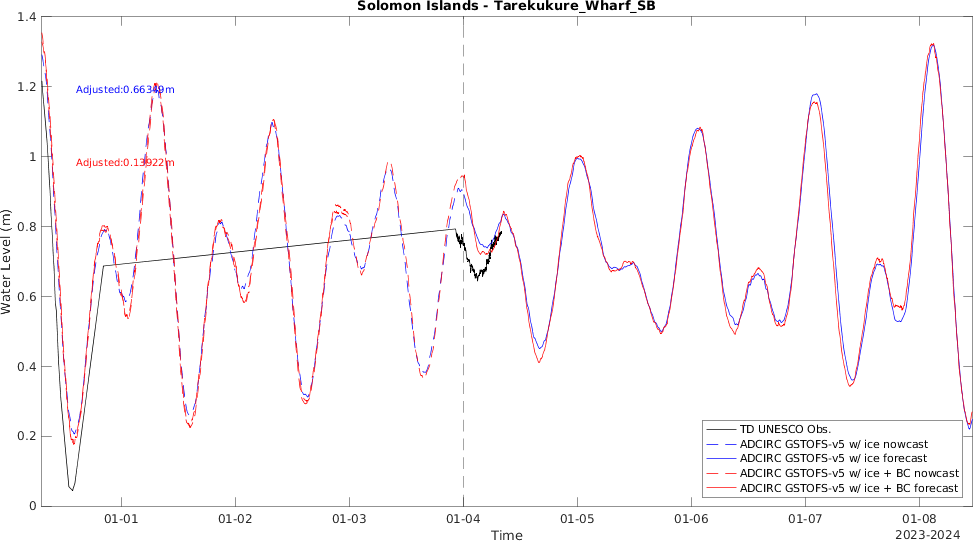 Solomon Islands - Tarekukure_Wharf_SB
1.4
1.2
1
0.8
0.6
0.4
0.2
0
Water Level (m)
Adjusted:0.66349m
Adjusted:0.13922m
TD UNESCO Obs.
ADCIRC GSTOFS-v5 w/ ice nowcast
ADCIRC GSTOFS-v5 w/ ice forecast
ADCIRC GSTOFS-v5 w/ ice + BC nowcast
ADCIRC GSTOFS-v5 w/ ice + BC forecast
01-01 01-02 01-03 01-04 01-05 01-06 01-07 01-08
Time
2023-2024